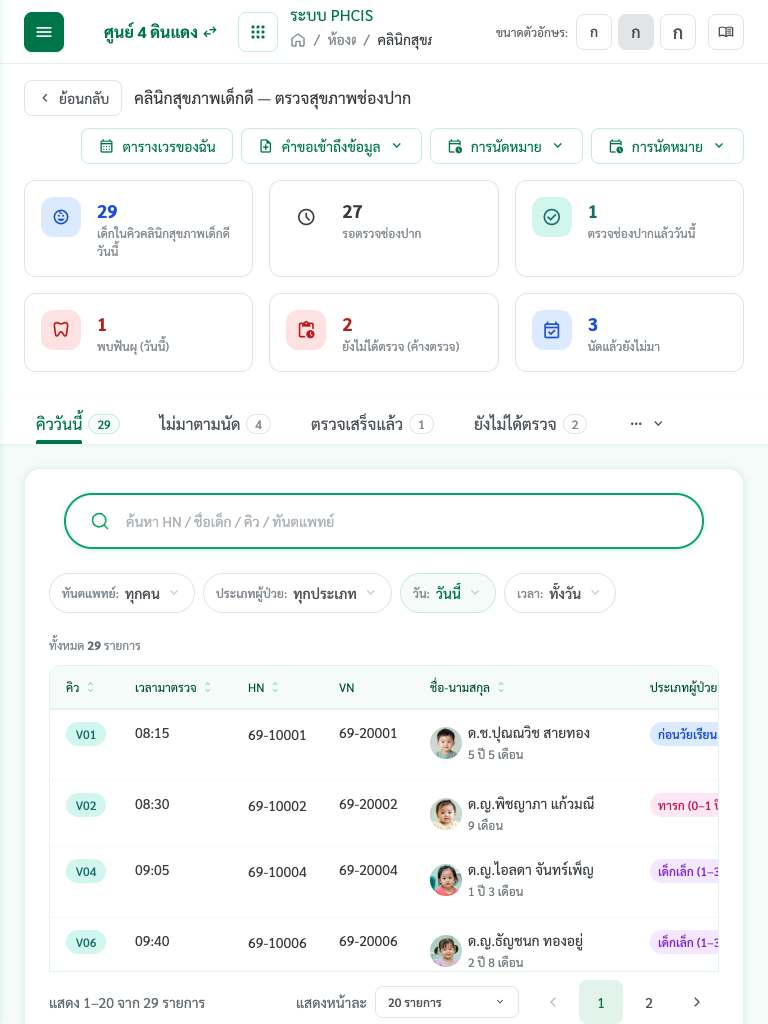 ศูนย์ 4 ดินแดง
ระบบ PHCIS
/ ห้อง / คลินิกสุขภ
ขนาดตัวอักษร: ก ก ก
ย้อนกลับ
คลินิกสุขภาพเด็กดี — ตรวจสุขภาพช่องปาก
ตารางเวรของฉัน
คำขอเข้าถึงข้อมูล
การนัดหมาย
การนัดหมาย
29
เด็กในคิวคลินิกสุขภาพเด็กดี
วันนี้
27
รอตรวจช่องปาก
1
ตรวจช่องปากแล้ววันนี้
1
พบฟันผุ (วันนี้)
2
ยังไม่ได้ตรวจ (ค้างตรวจ)
3
นัดแล้วยังไม่มา
คิววันนี้ 29
ไม่มาตามนัด 4
ตรวจเสร็จแล้ว 1
ยังไม่ได้ตรวจ 2
ค้นหา HN / ชื่อเด็ก / คิว / ทันตแพทย์
ทันตแพทย์: ทุกคน
ประเภทผู้ป่วย: ทุกประเภท
วัน: วันนี้
เวลา: ทั้งวัน
ทั้งหมด 29 รายการ
คิว เวลามาตรวจ HN VN ชื่อ-นามสกุล ประเภทผู้ป่วย
V01 08:15 69-10001 69-20001 ด.ช.ปุณณวิช สายทอง ก่อนวัยเรียน
5 ปี 5 เดือน
V02 08:30 69-10002 69-20002 ด.ญ.พิชญาภา แก้วมณี ทารก (0–1 ปี
9 เดือน
V04 09:05 69-10004 69-20004 ด.ญ.ไอลดา จันทร์เพ็ญ เด็กเล็ก (1–3
1 ปี 3 เดือน
V06 09:40 69-10006 69-20006 ด.ญ.ธัญชนก ทองอยู่ เด็กเล็ก (1–3
2 ปี 8 เดือน
แสดง 1–20 จาก 29 รายการ
แสดงหน้าละ 20 รายการ
1 2